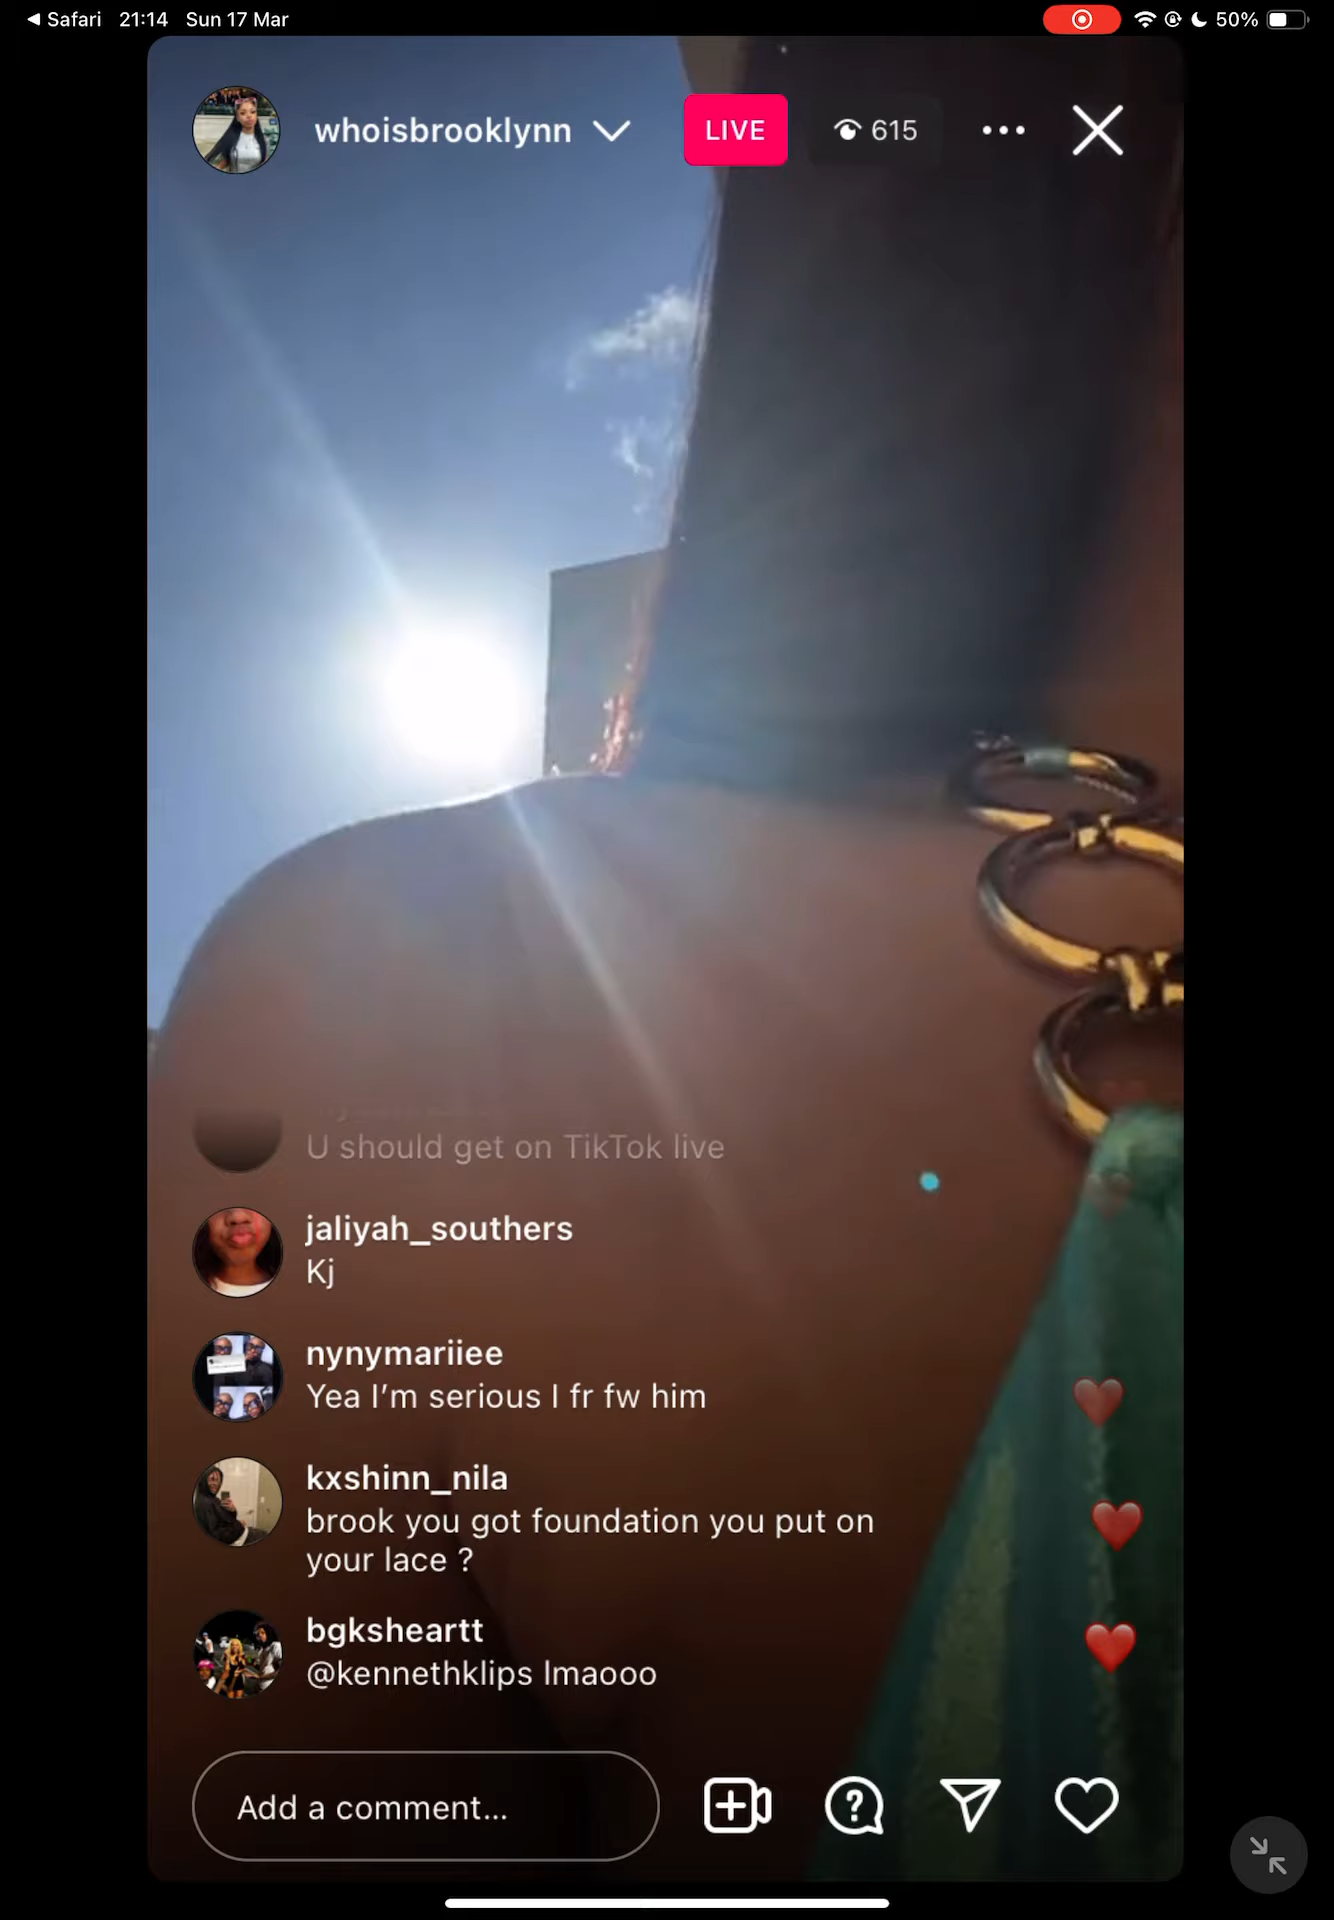 Safari 21:14 Sun 17 Mar 50%
whoisbrooklynn LIVE 615
U should get on TikTok live
jaliyah_southers
Kj
nynymariiee
Yea I'm serious I fr fw him
kxshinn_nila
brook you got foundation you put on
your lace ?
bgksheartt
@kennethklips lmaooo
Add a comment...